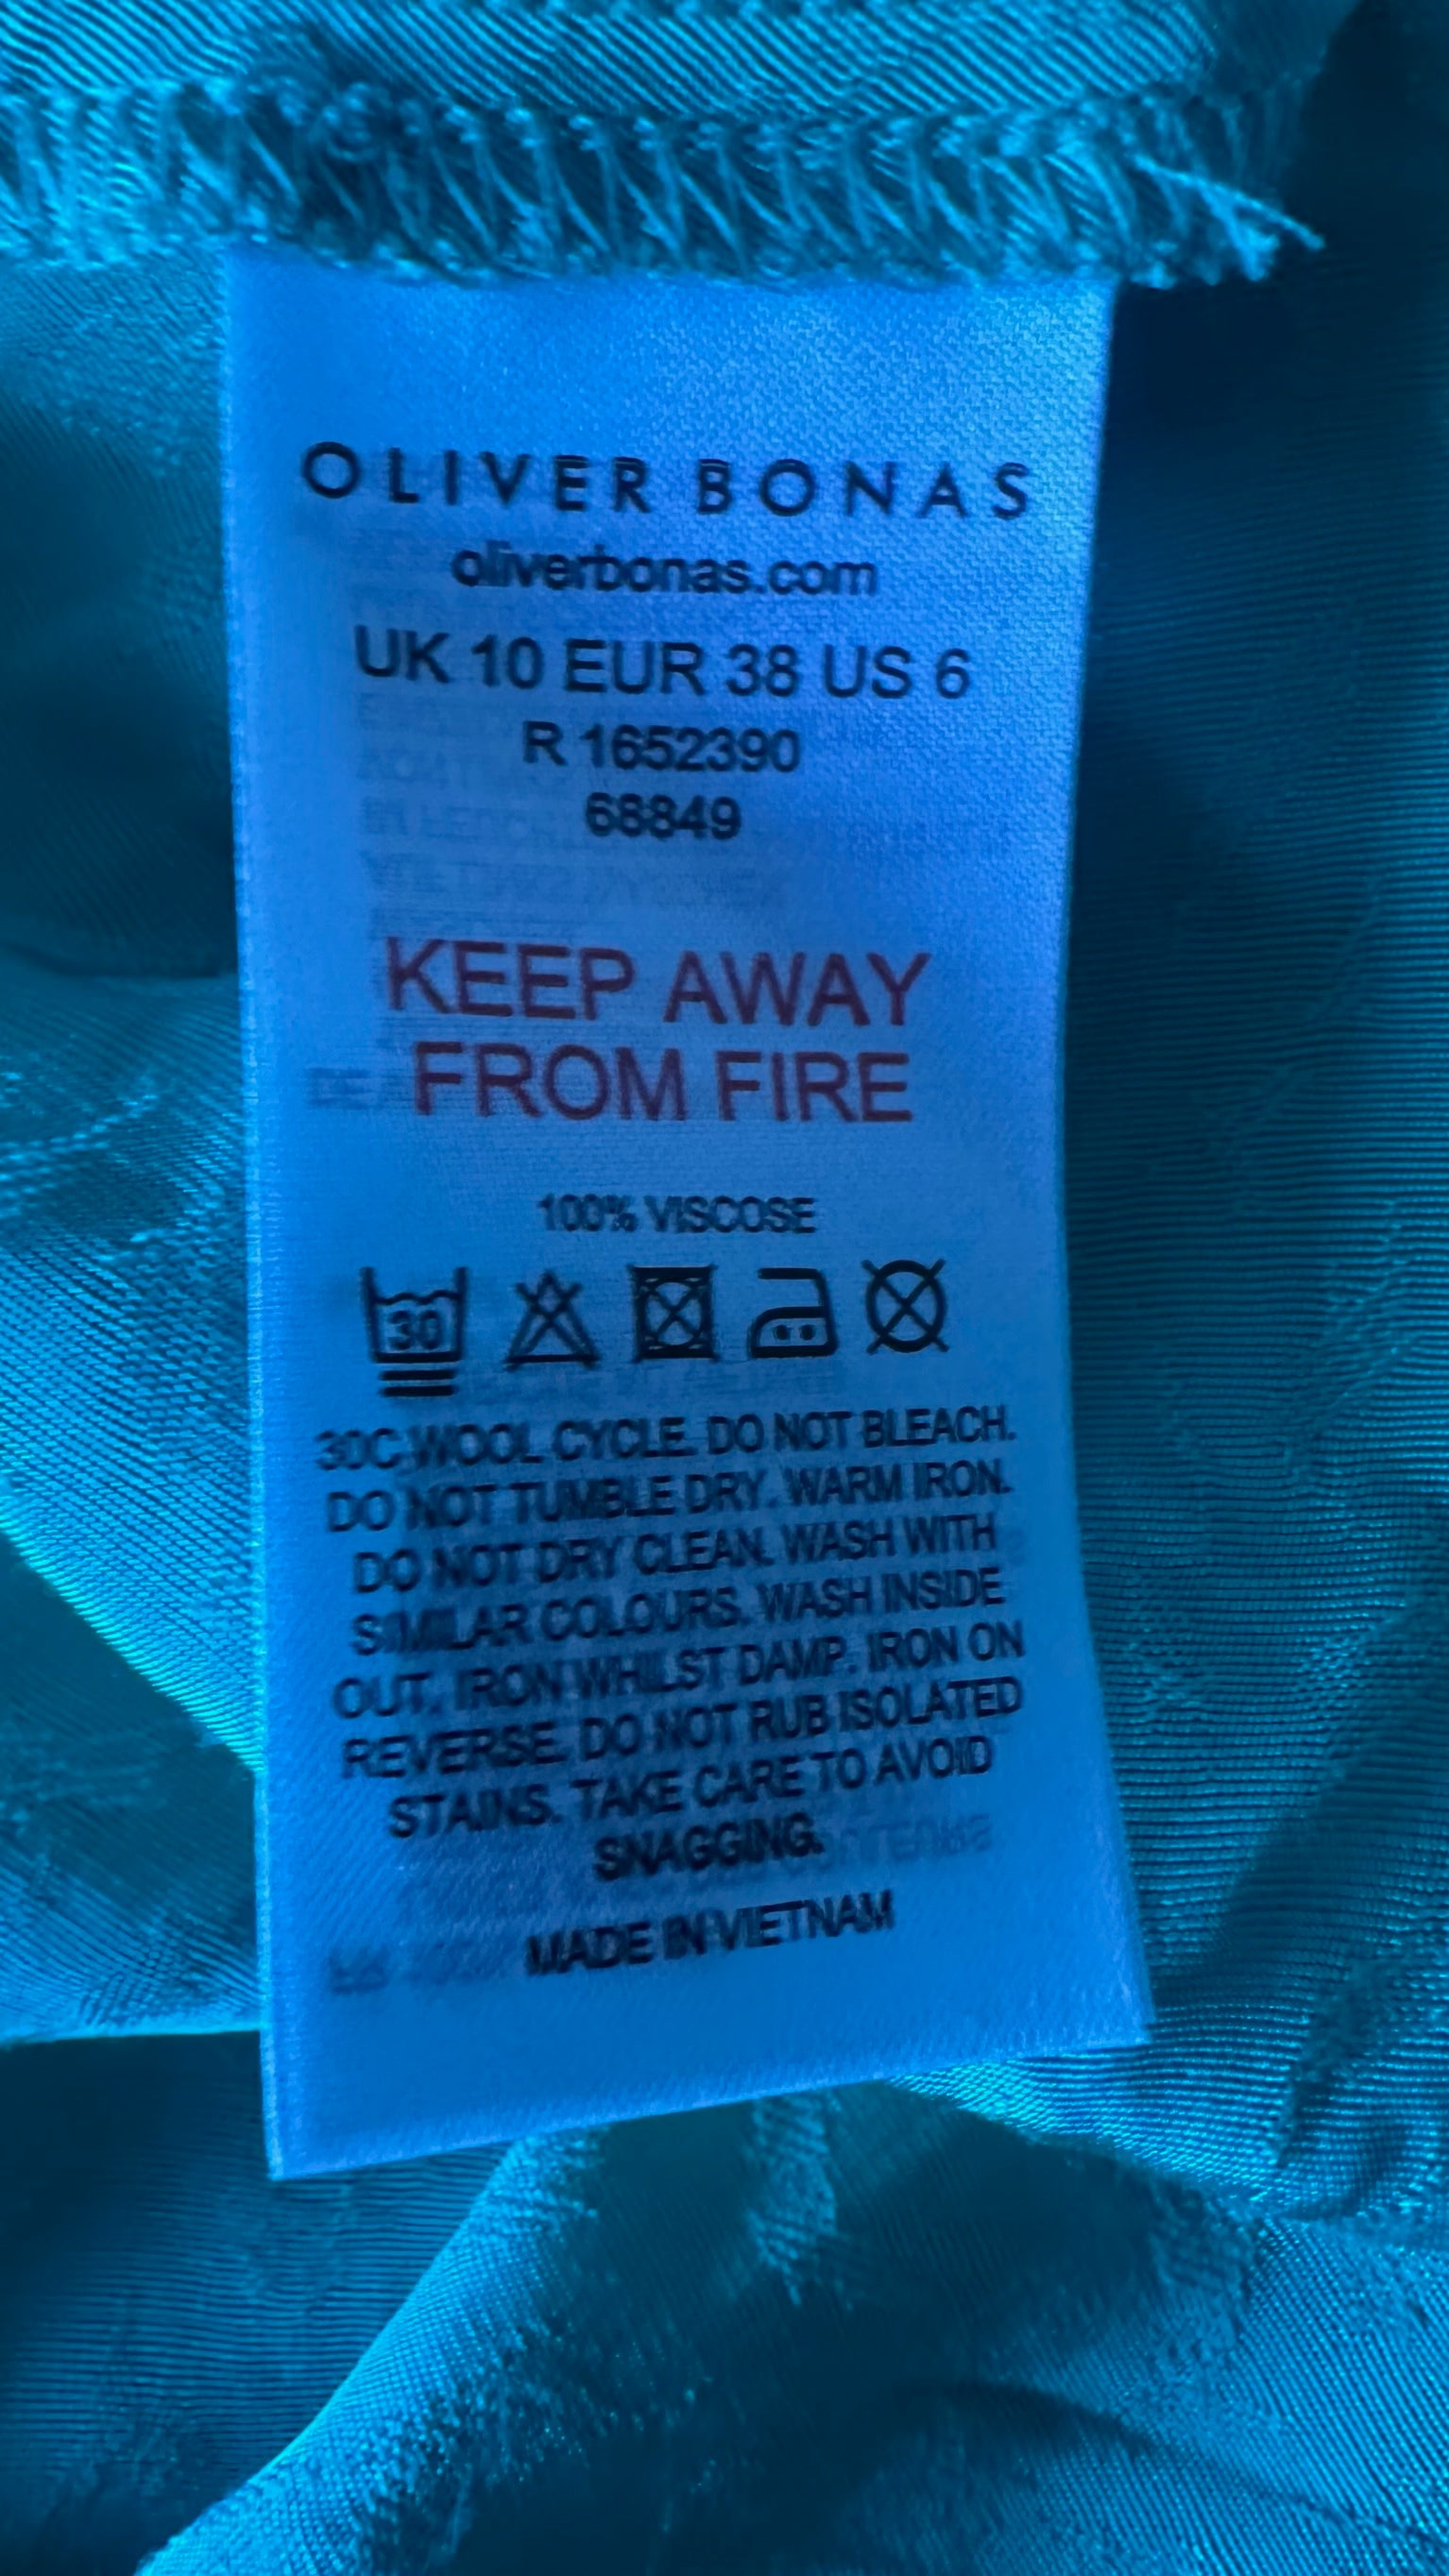 OLIVER BONAS
oliverbonas.com
UK 10 EUR 38 US 6
R 1652390
68849
KEEP AWAY
FROM FIRE
100% VISCOSE
30
30C WOOL CYCLE. DO NOT BLEACH.
DO NOT TUMBLE DRY. WARM IRON.
DO NOT DRY CLEAN. WASH WITH
SIMILAR COLOURS. WASH INSIDE
OUT. IRON WHILST DAMP. IRON ON
REVERSE. DO NOT RUB ISOLATED
STAINS. TAKE CARE TO AVOID
SNAGGING.
MADE IN VIETNAM